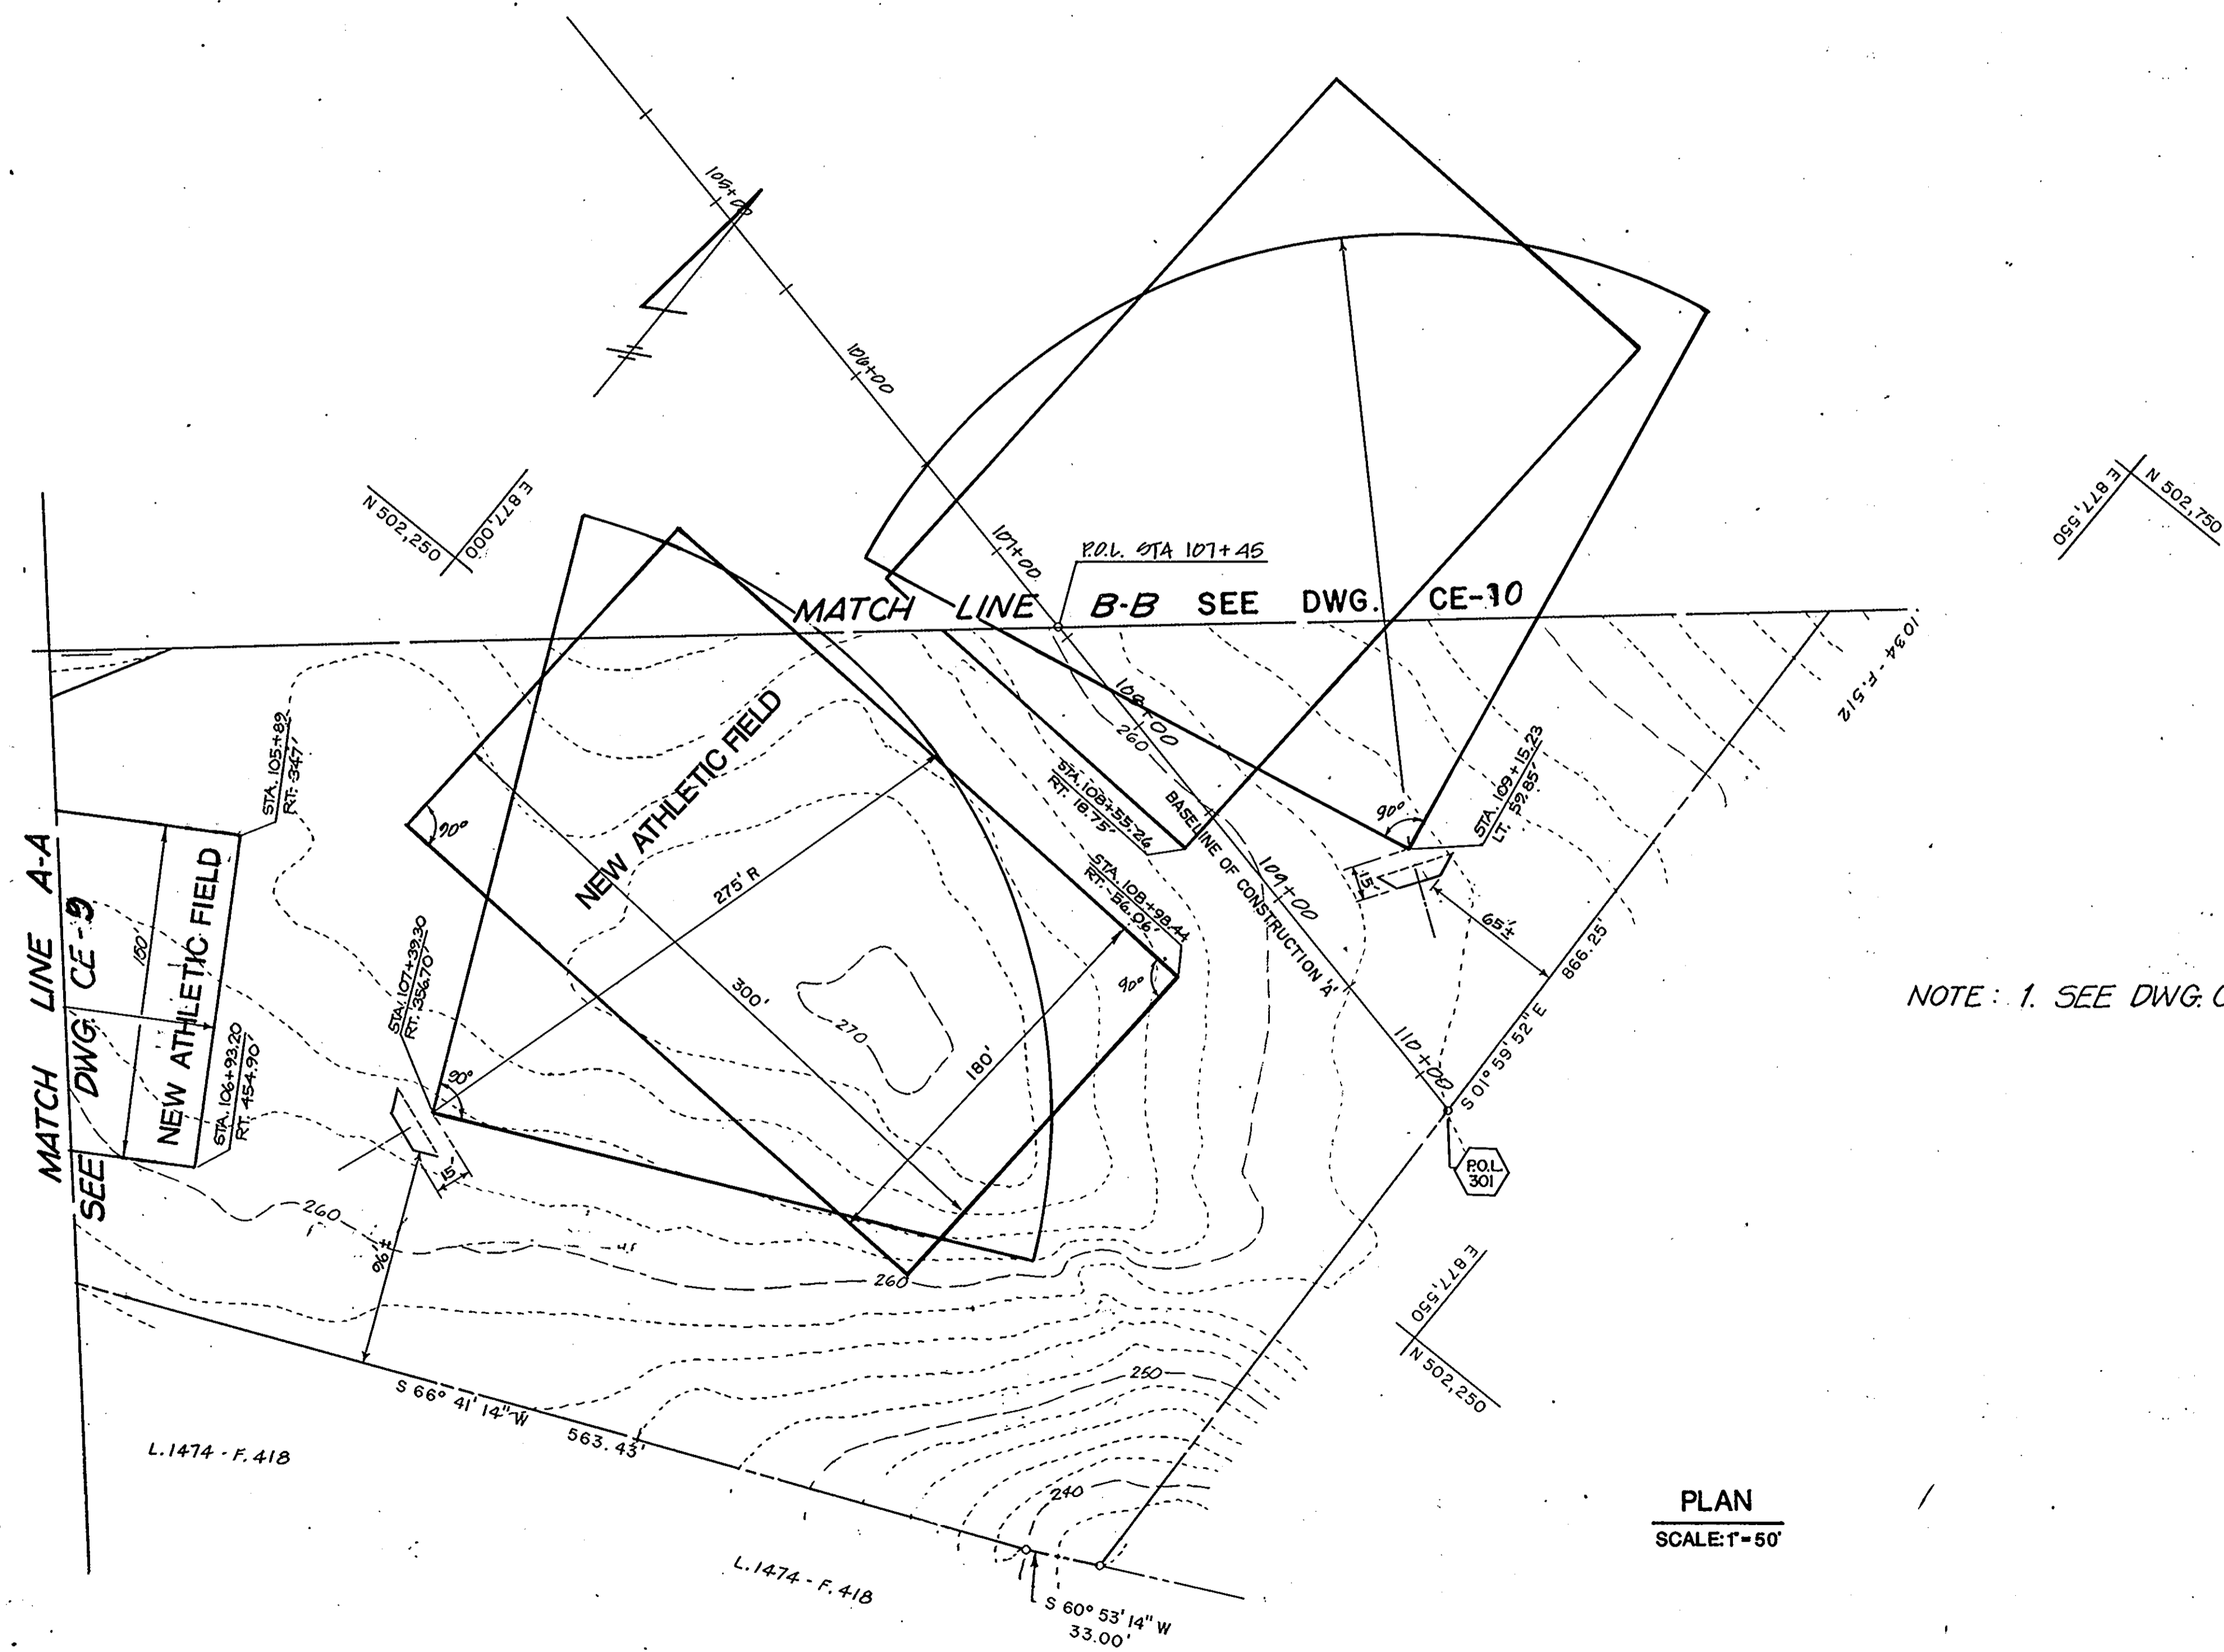 105+00
106+00
107+00
P.O.L. STA 107+45
N 502,250
E 877,000
E 877,550
N 502,750
MATCH LINE B-B SEE DWG. CE-10
1034 - F. 512
108+00
260
NEW ATHLETIC FIELD
STA. 105+89
RT. 347'
STA. 108+55.26
RT. 18.75'
BASELINE OF CONSTRUCTION 'A'
90°
STA. 109+15.23
LT. 59.85'
90°
275' R
STA. 108+98.44
RT. 56.06'
109+00
15'
65'±
866.25'
S 01° 59' 52" E
MATCH LINE A-A
SEE DWG. CE-9
150'
NEW ATHLETIC FIELD
STA. 107+39.30
RT. 356.70'
300'
90°
270
180'
110+00
NOTE: 1. SEE DWG. C
STA. 106+93.20
RT. 454.90'
90°
15'
P.O.L.
301
260
96'±
260
E 877,550
N 502,250
250
S 66° 41' 14" W
563.43'
L. 1474 - F. 418
240
PLAN
SCALE: 1" = 50'
L. 1474 - F. 418
S 60° 53' 14" W
33.00'